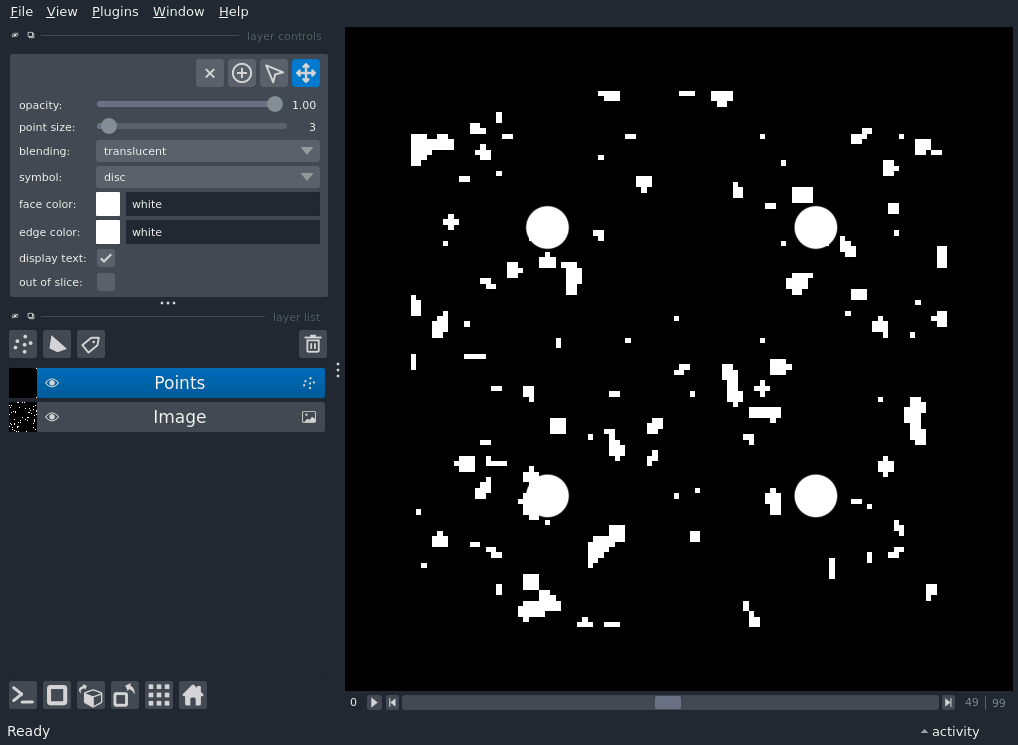 File View Plugins Window Help
layer controls
opacity: 1.00
point size: 3
blending: translucent
symbol: disc
face color: white
edge color: white
display text:
out of slice:
layer list
Points
Image
0 49 99
Ready activity